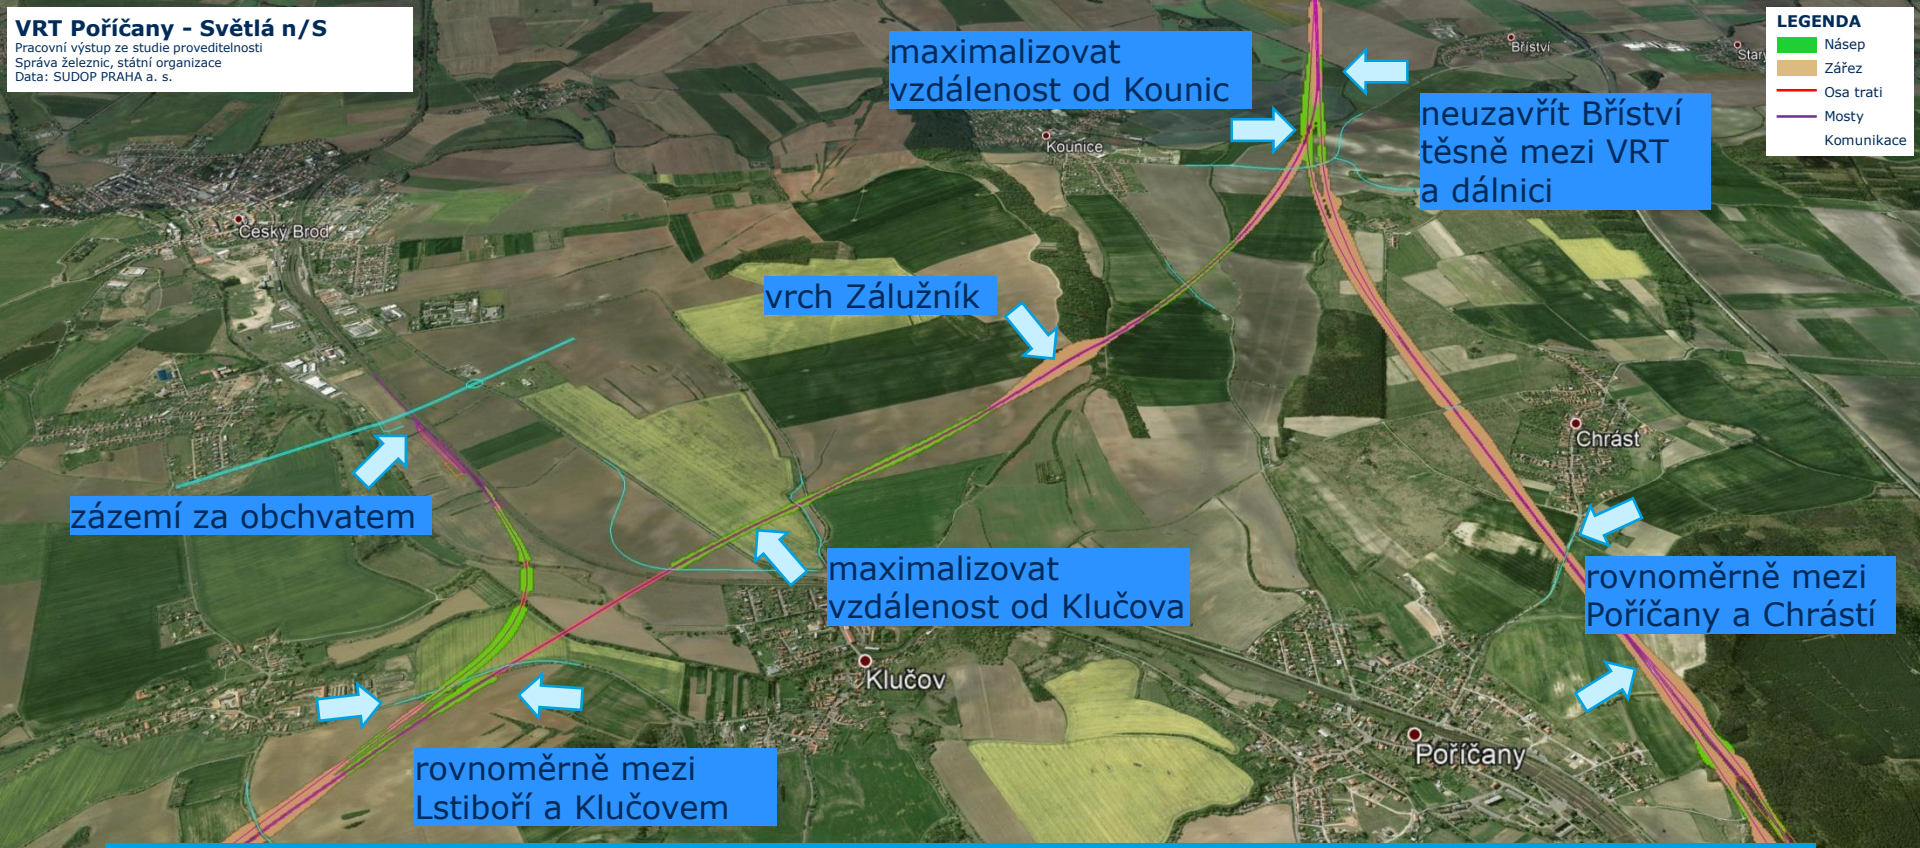 VRT Poříčany - Světlá n/S
Pracovní výstup ze studie proveditelnosti
Správa železnic, státní organizace
Data: SUDOP PRAHA a. s.
maximalizovat
vzdálenost od Kounic
Bříství
LEGENDA
Násep
Zářez
Osa trati
Mosty
Komunikace
neuzavřít Bříství
těsně mezi VRT
a dálnici
Kounice
Český Brod
vrch Zálužník
Chrást
zázemí za obchvatem
maximalizovat
vzdálenost od Klučova
rovnoměrně mezi
Poříčany a Chrástí
Klučov
Poříčany
rovnoměrně mezi
Lstiboří a Klučovem